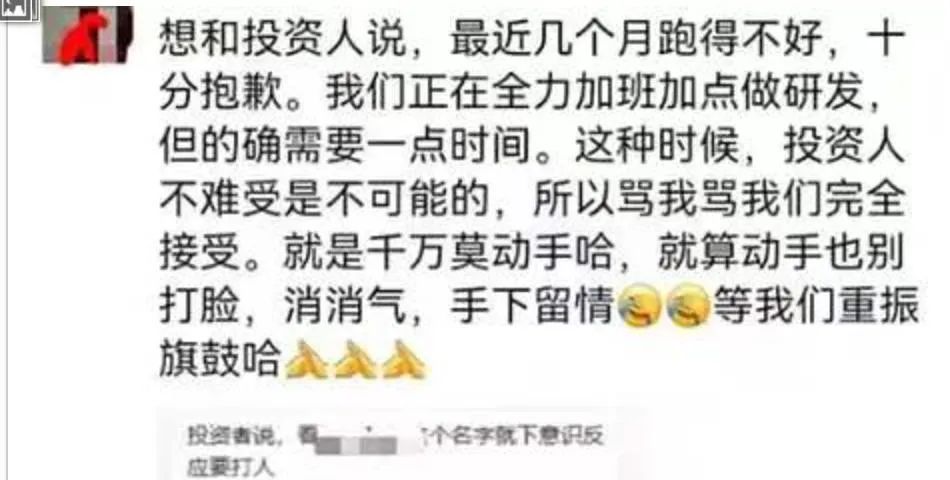 想和投资人说，最近几个月跑得不好，十
分抱歉。我们正在全力加班加点做研发，
但的确需要一点时间。这种时候，投资人
不难受是不可能的，所以骂我骂我们完全
接受。就是千万莫动手哈，就算动手也别
打脸，消消气，手下留情😂😂等我们重振
旗鼓哈🙏🙏🙏
投资者说，看 个名字就下意识反
应要打人